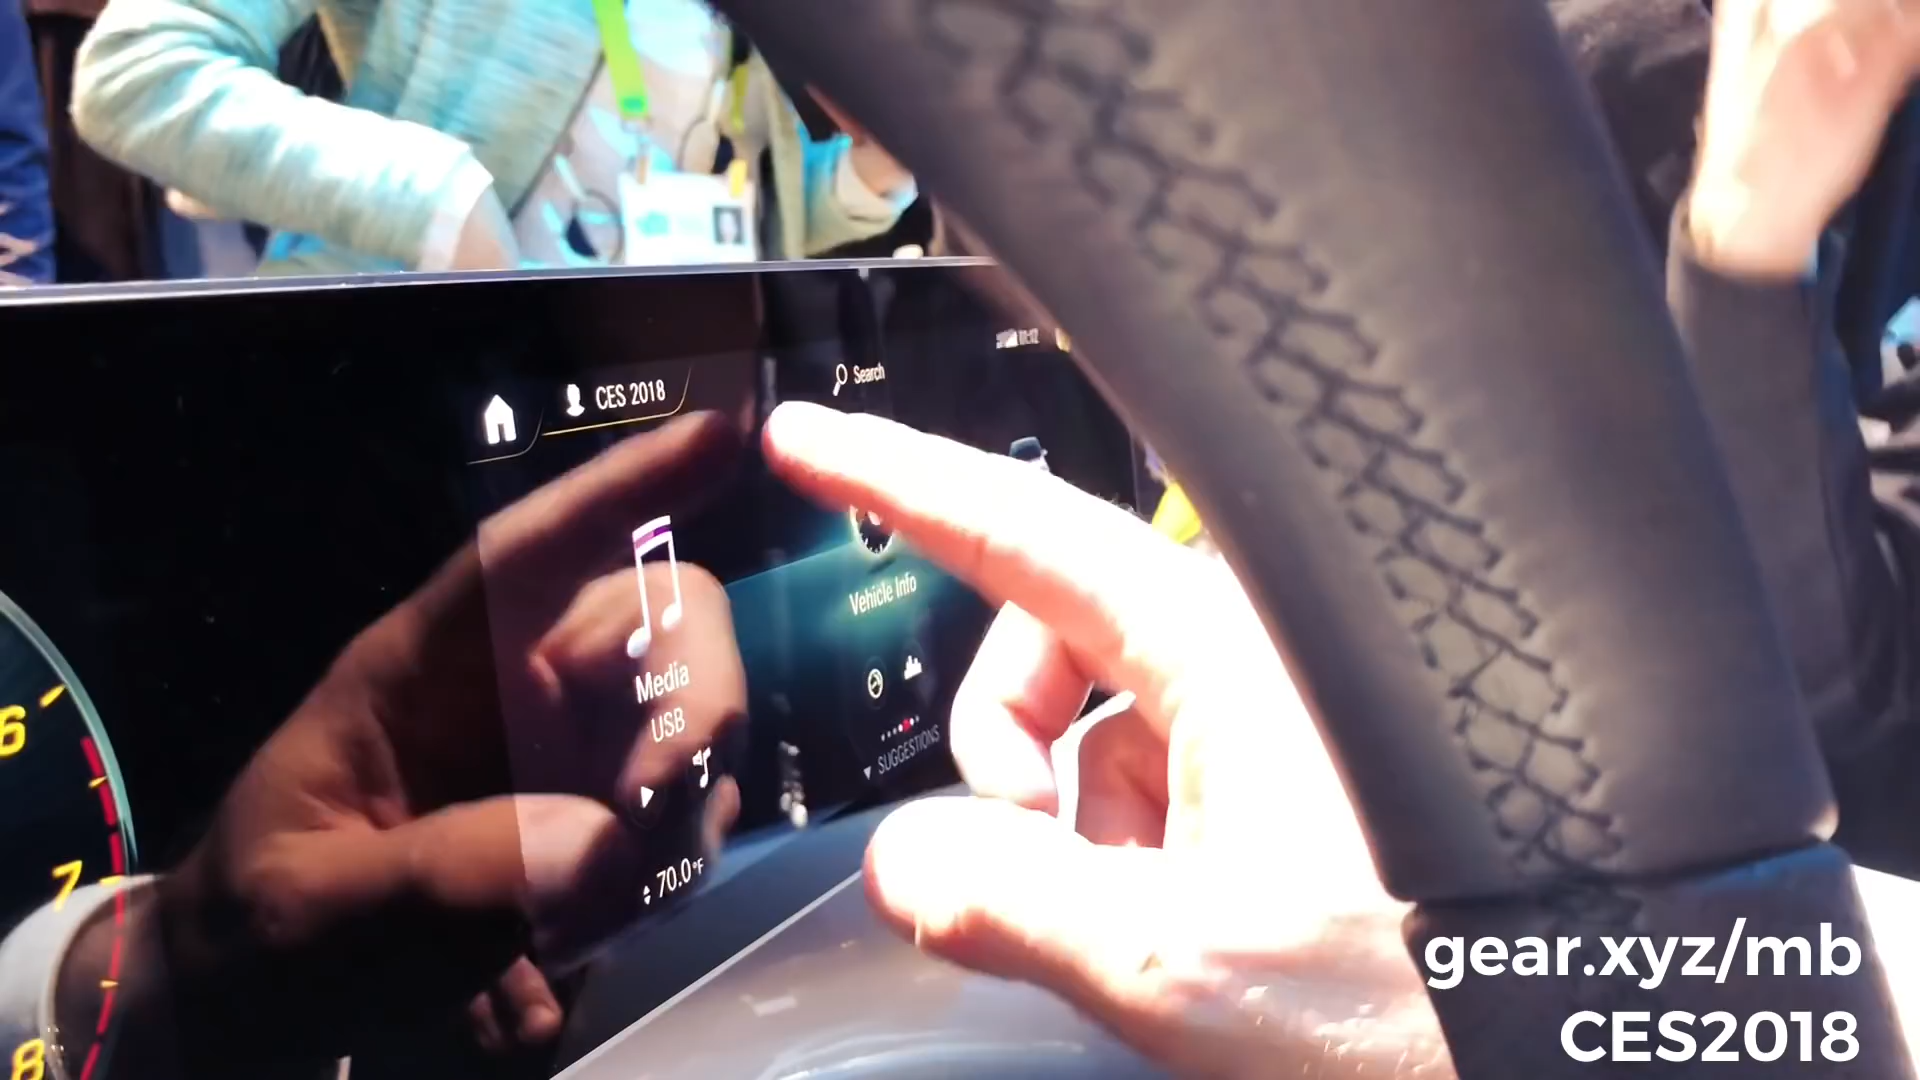 CES 2018
Search
Media
USB
Vehicle Info
SUGGESTIONS
70.0°F
6
7
8
gear.xyz/mb
CES2018